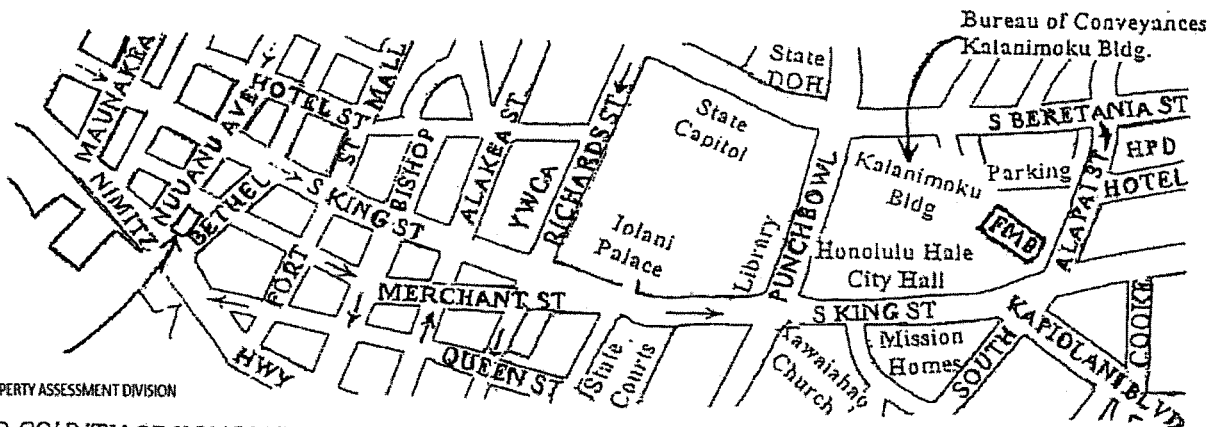 Bureau of Conveyances
Kalanimoku Bldg.
State
DOH
MAUNAKEA
HOTEL ST
MALL
ST
NUUANU AVE
BETHEL
NIMITZ
S KING ST
BISHOP
ALAKEA ST
YWCA
RICHARDS ST
State
Capitol
Iolani
Palace
Library
PUNCHBOWL
S BERETANIA ST
Kalanimoku
Bldg
Parking
HPD
HOTEL
ALAPAI ST
FMB
Honolulu Hale
City Hall
FORT
MERCHANT ST
S KING ST
HWY
QUEEN ST
State
Courts
Kawaiahao
Church
Mission
Homes
SOUTH
KAPIOLANI BLVD
COOKE
PERTY ASSESSMENT DIVISION